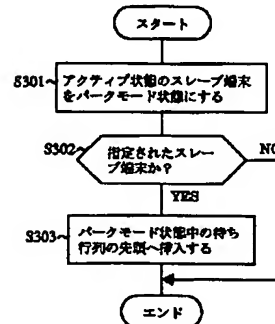 スタート
S301 アクティブ状態のスレーブ端末
をパークモード状態にする
S302 指定されたスレー
ブ端末か？
NO
YES
S303 パークモード状態中の待ち
行列の先頭へ挿入する
エンド